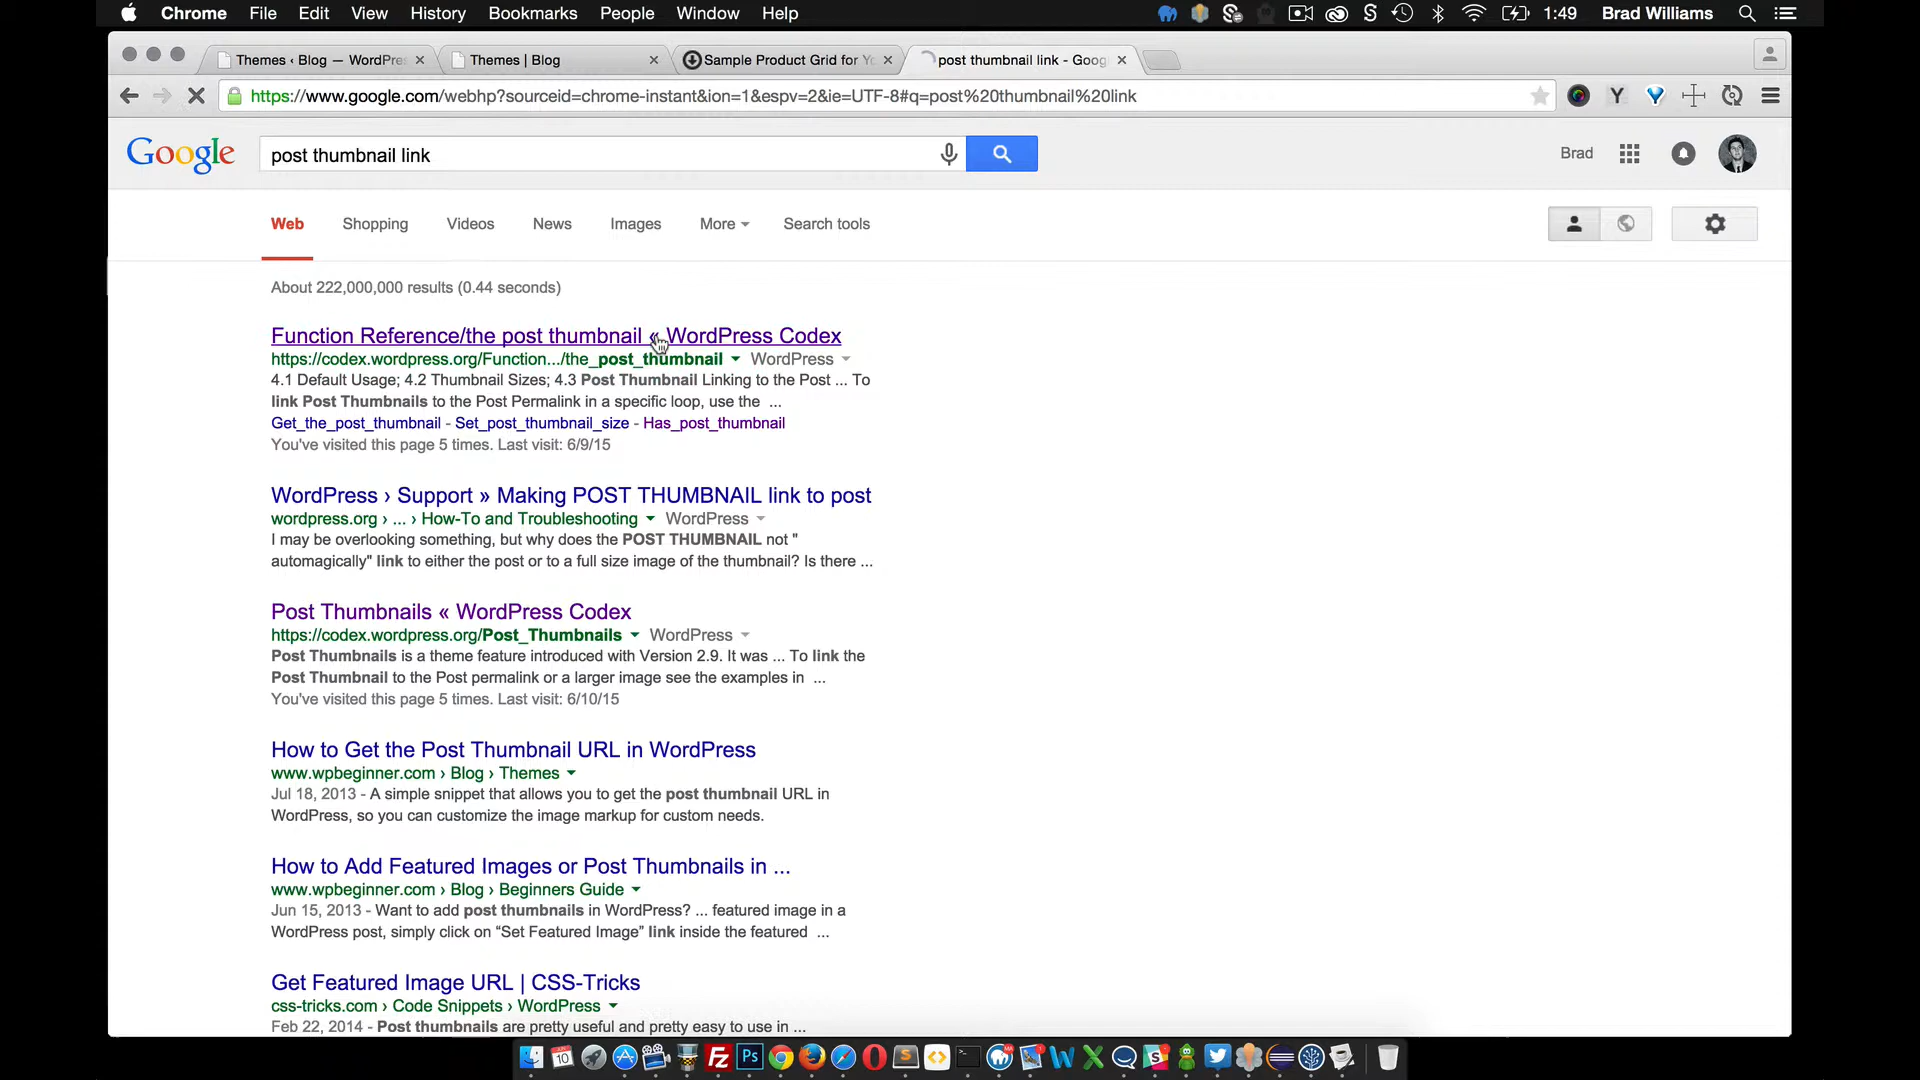 Chrome File Edit View History Bookmarks People Window Help 1:49 Brad Williams
Themes ‹ Blog — WordPre Themes | Blog Sample Product Grid for Yo post thumbnail link - Goog
https://www.google.com/webhp?sourceid=chrome-instant&ion=1&espv=2&ie=UTF-8#q=post%20thumbnail%20link
Google post thumbnail link Brad
Web Shopping Videos News Images More Search tools
About 222,000,000 results (0.44 seconds)
Function Reference/the post thumbnail « WordPress Codex
https://codex.wordpress.org/Function.../the_post_thumbnail WordPress
4.1 Default Usage; 4.2 Thumbnail Sizes; 4.3 Post Thumbnail Linking to the Post ... To
link Post Thumbnails to the Post Permalink in a specific loop, use the ...
Get_the_post_thumbnail - Set_post_thumbnail_size - Has_post_thumbnail
You've visited this page 5 times. Last visit: 6/9/15
WordPress › Support » Making POST THUMBNAIL link to post
wordpress.org › ... › How-To and Troubleshooting WordPress
I may be overlooking something, but why does the POST THUMBNAIL not "
automagically" link to either the post or to a full size image of the thumbnail? Is there ...
Post Thumbnails « WordPress Codex
https://codex.wordpress.org/Post_Thumbnails WordPress
Post Thumbnails is a theme feature introduced with Version 2.9. It was ... To link the
Post Thumbnail to the Post permalink or a larger image see the examples in ...
You've visited this page 5 times. Last visit: 6/10/15
How to Get the Post Thumbnail URL in WordPress
www.wpbeginner.com › Blog › Themes
Jul 18, 2013 - A simple snippet that allows you to get the post thumbnail URL in
WordPress, so you can customize the image markup for custom needs.
How to Add Featured Images or Post Thumbnails in ...
www.wpbeginner.com › Blog › Beginners Guide
Jun 15, 2013 - Want to add post thumbnails in WordPress? ... featured image in a
WordPress post, simply click on “Set Featured Image” link inside the featured ...
Get Featured Image URL | CSS-Tricks
css-tricks.com › Code Snippets › WordPress
Feb 22, 2014 - Post thumbnails are pretty useful and pretty easy to use in ...